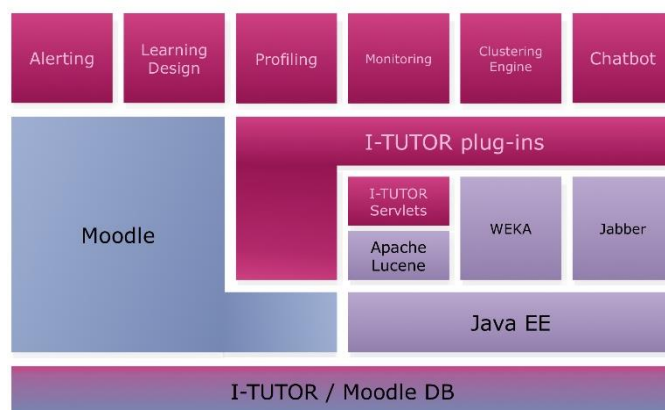 Alerting
Learning
Design
Profiling
Monitoring
Clustering
Engine
Chatbot
Moodle
I-TUTOR plug-ins
I-TUTOR
Servlets
Apache
Lucene
WEKA
Jabber
Java EE
I-TUTOR / Moodle DB